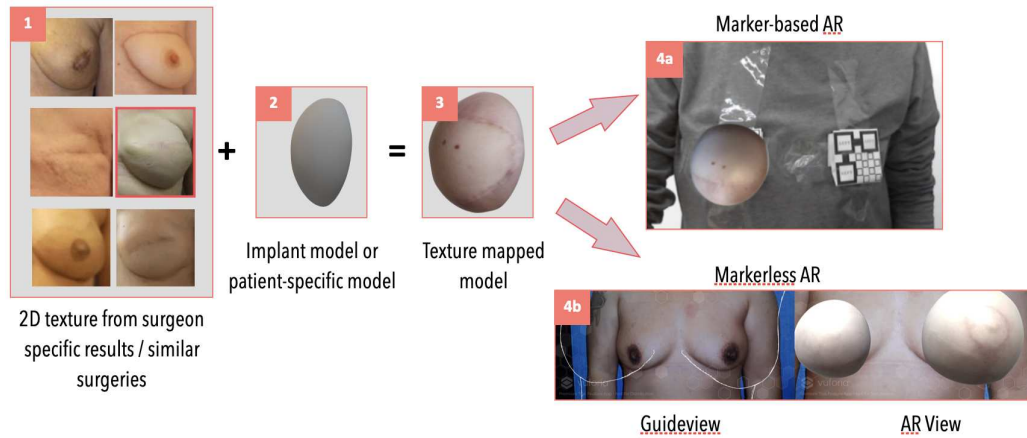 1
2D texture from surgeon
specific results / similar
surgeries
+
2
Implant model or
patient-specific model
=
3
Texture mapped
model
Marker-based AR
4a
Markerless AR
4b
vuforia
Guideview
AR View